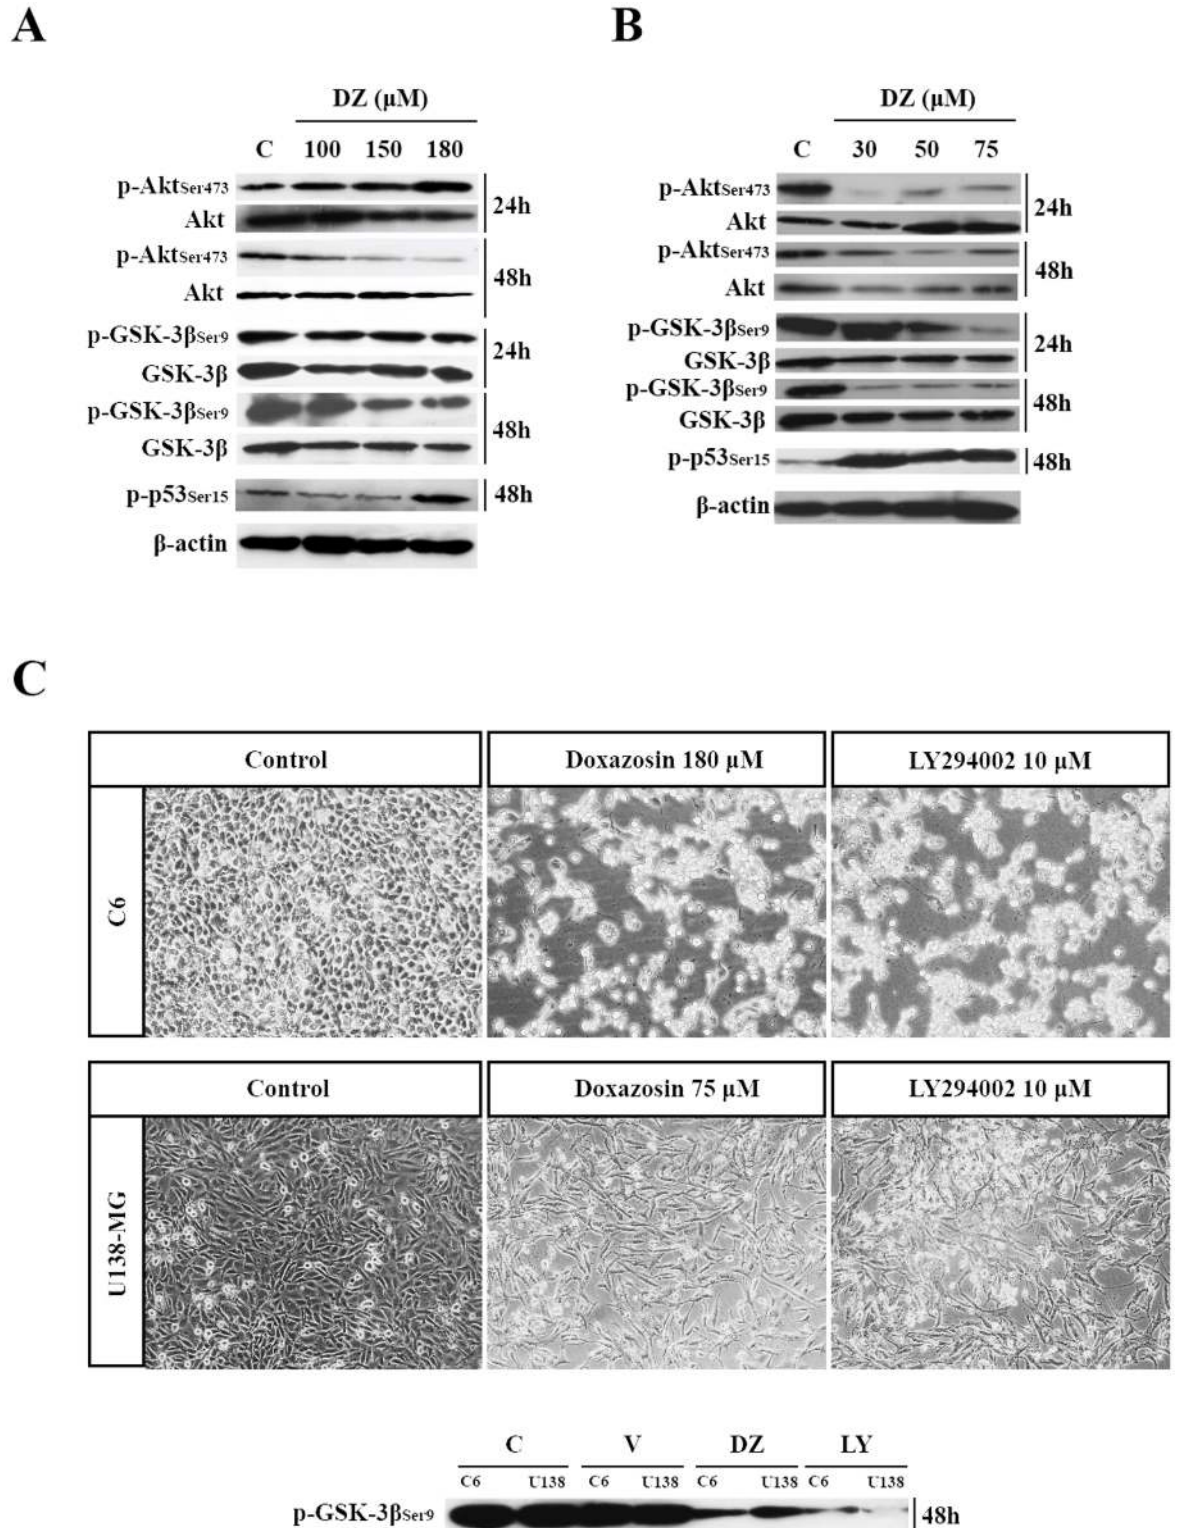 A
B
DZ (μM)
C 100 150 180
p-AktSer473
Akt
24h
p-AktSer473
Akt
48h
p-GSK-3βSer9
GSK-3β
24h
p-GSK-3βSer9
GSK-3β
48h
p-p53Ser15
48h
β-actin
DZ (μM)
C 30 50 75
p-AktSer473
Akt
24h
p-AktSer473
Akt
48h
p-GSK-3βSer9
GSK-3β
24h
p-GSK-3βSer9
GSK-3β
48h
p-p53Ser15
48h
β-actin
C
Control Doxazosin 180 μM LY294002 10 μM
C6
Control Doxazosin 75 μM LY294002 10 μM
U138-MG
C V DZ LY
C6 U138 C6 U138 C6 U138 C6 U138
p-GSK-3βSer9 48h